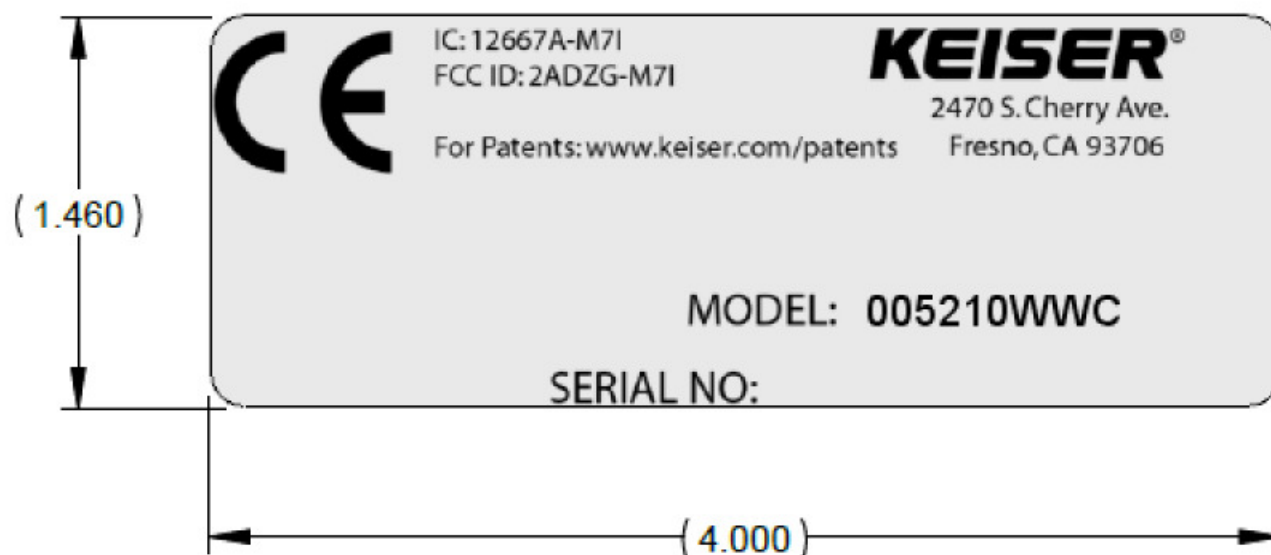 CE
IC: 12667A-M7I
FCC ID: 2ADZG-M7I
For Patents: www.keiser.com/patents
KEISER®
2470 S. Cherry Ave.
Fresno, CA 93706
(1.460)
MODEL: 005210WWC
SERIAL NO:
(4.000)